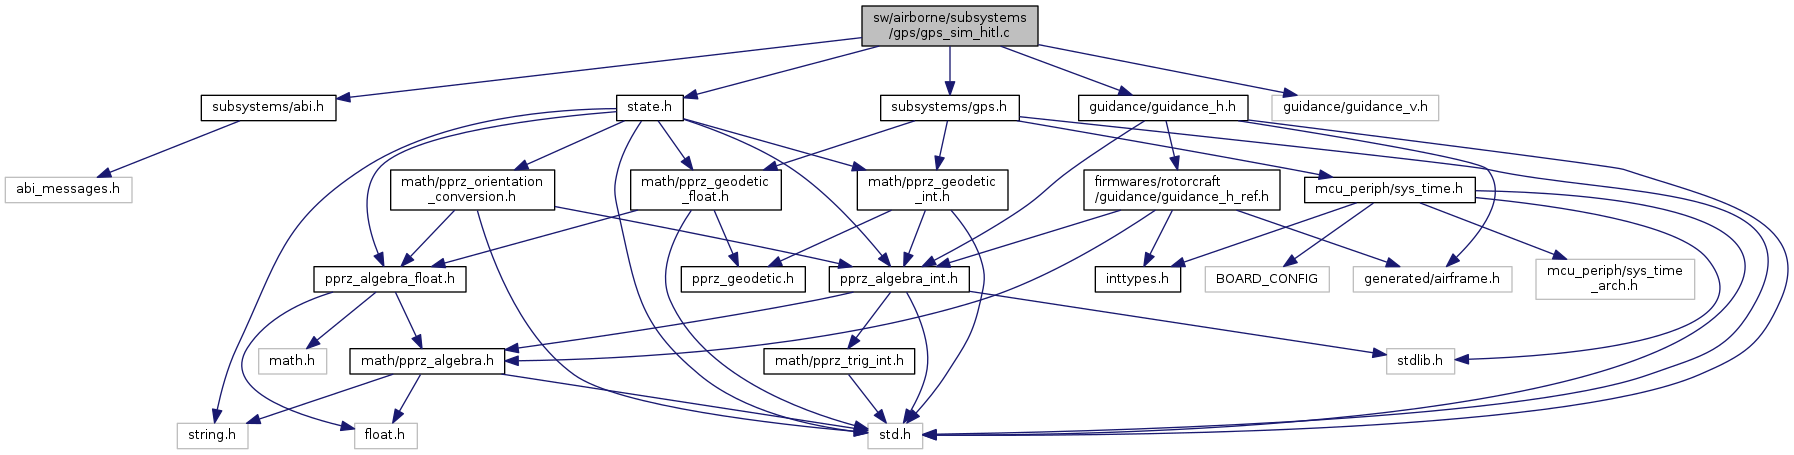 sw/airborne/subsystems
/gps/gps_sim_hitl.c
subsystems/abi.h
state.h
subsystems/gps.h
guidance/guidance_h.h
guidance/guidance_v.h
abi_messages.h
math/pprz_orientation
_conversion.h
math/pprz_geodetic
_float.h
math/pprz_geodetic
_int.h
firmwares/rotorcraft
/guidance/guidance_h_ref.h
mcu_periph/sys_time.h
pprz_algebra_float.h
pprz_geodetic.h
pprz_algebra_int.h
inttypes.h
BOARD_CONFIG
generated/airframe.h
mcu_periph/sys_time
_arch.h
math.h
math/pprz_algebra.h
math/pprz_trig_int.h
stdlib.h
string.h
float.h
std.h